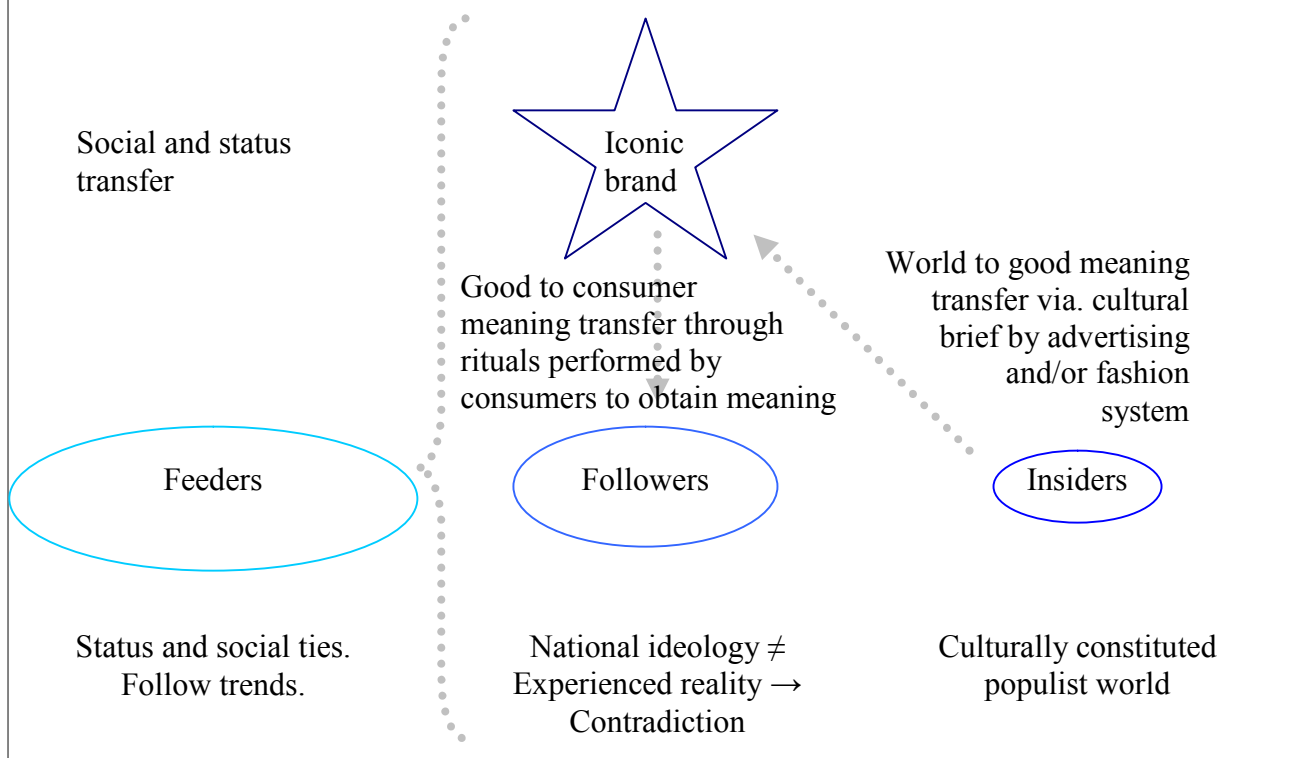 Social and status
transfer
Iconic
brand
Good to consumer
meaning transfer through
rituals performed by
consumers to obtain meaning
World to good meaning
transfer via. cultural
brief by advertising
and/or fashion
system
Feeders
Followers
Insiders
Status and social ties.
Follow trends.
National ideology ≠
Experienced reality →
Contradiction
Culturally constituted
populist world